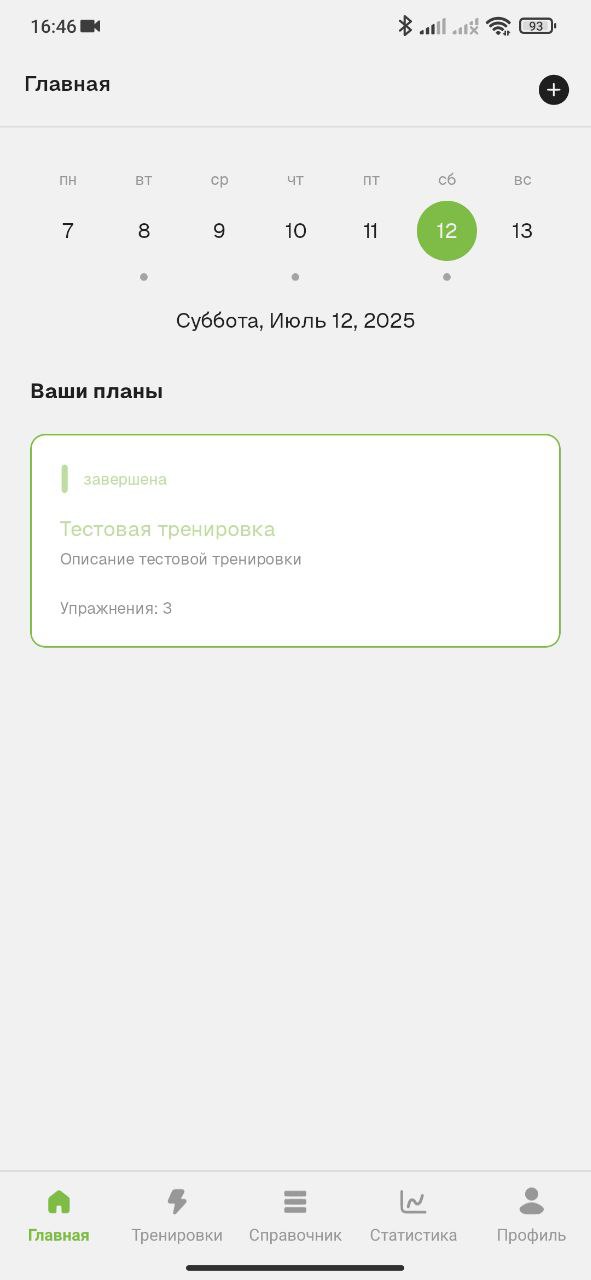 16:46
93
Главная
пн вт ср чт пт сб вс
7 8 9 10 11 12 13
Суббота, Июль 12, 2025
Ваши планы
завершена
Тестовая тренировка
Описание тестовой тренировки
Упражнения: 3
Главная Тренировки Справочник Статистика Профиль